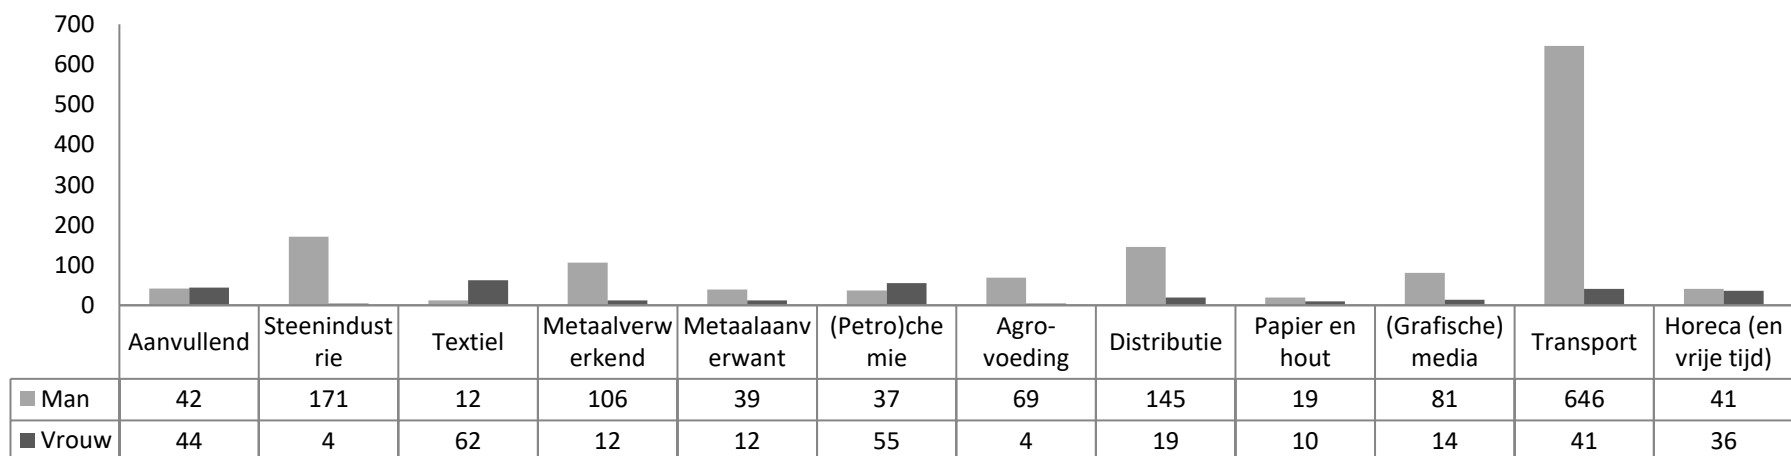 700
600
500
400
300
200
100
0
Aanvullend
Steenindust
rie
Textiel
Metaalverw
erkend
Metaalaanv
erwant
(Petro)che
mie
Agro-
voeding
Distributie
Papier en
hout
(Grafische)
media
Transport
Horeca (en
vrije tijd)
Man 42 171 12 106 39 37 69 145 19 81 646 41
Vrouw 44 4 62 12 12 55 4 19 10 14 41 36